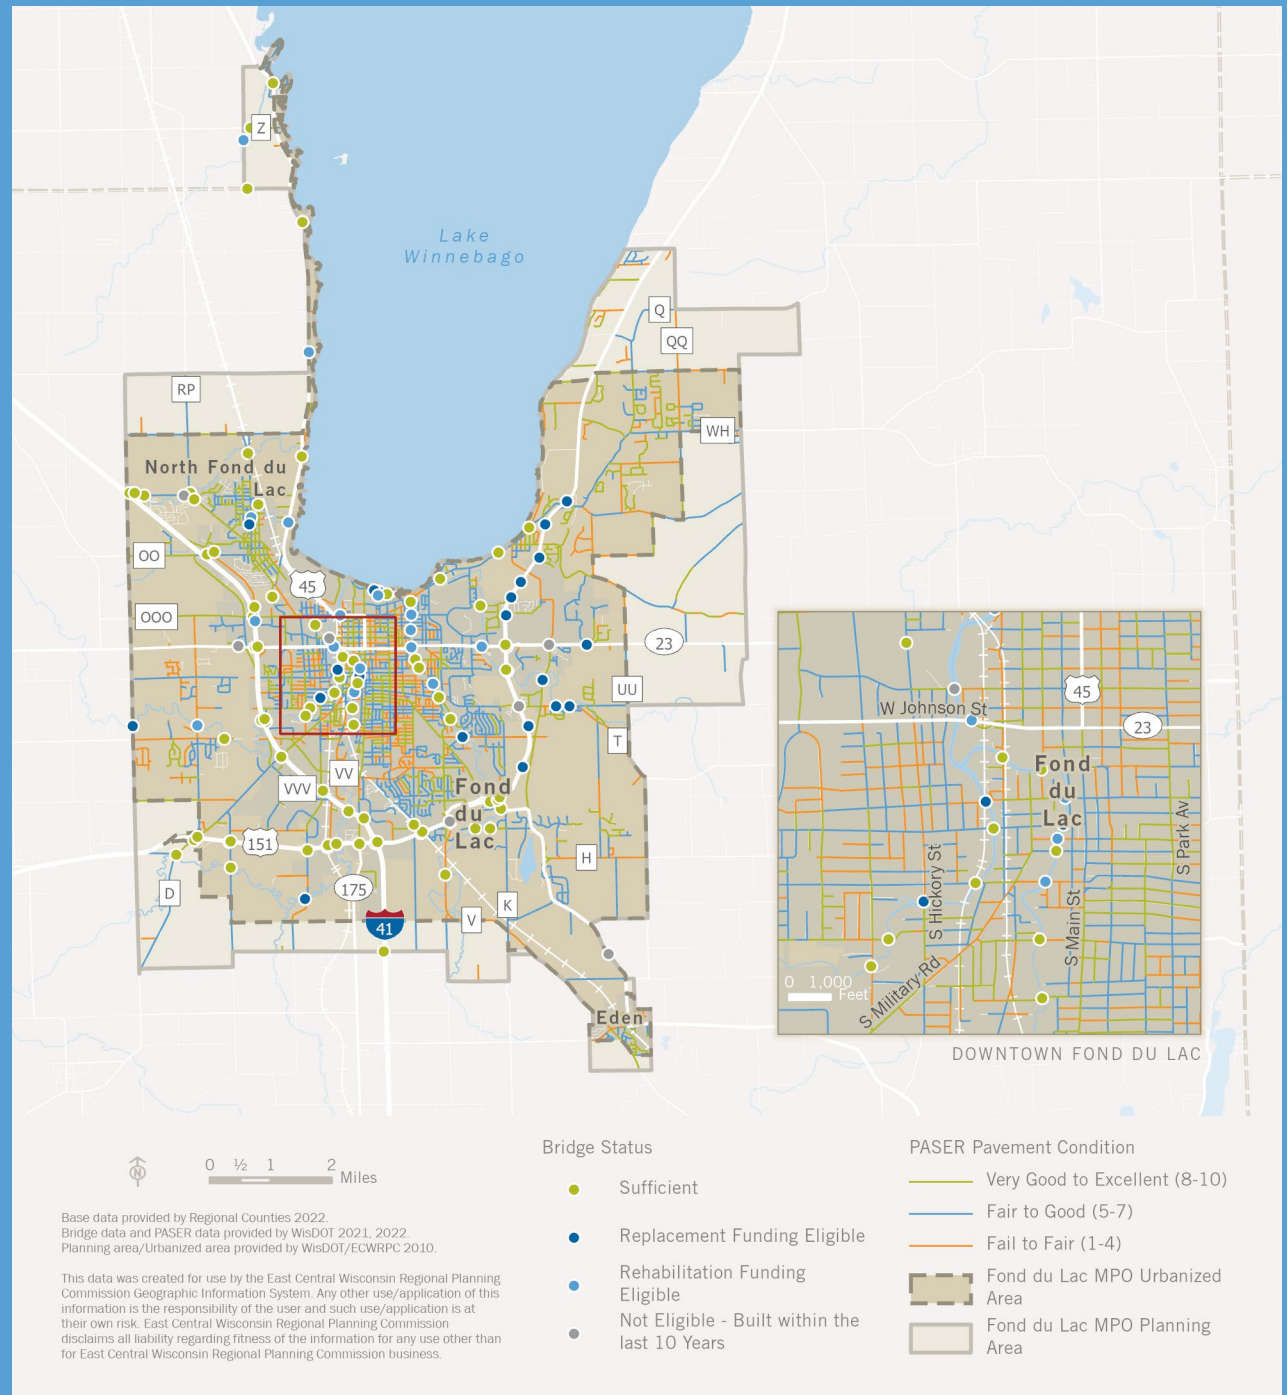 Z
Lake
Winnebago
Q
QQ
RP
WH
North Fond du
Lac
OO
45
OOO
23
UU
T
VV
VVV
Fond
du
Lac
151
H
175
D
K
V
41
Eden
W Johnson St
45
23
Fond
du
Lac
S Park Av
S Hickory St
S Main St
S Military Rd
0 1,000
Feet
DOWNTOWN FOND DU LAC
N
0 ½ 1 2
Miles
Base data provided by Regional Counties 2022.
Bridge data and PASER data provided by WisDOT 2021, 2022.
Planning area/Urbanized area provided by WisDOT/ECWRPC 2010.
This data was created for use by the East Central Wisconsin Regional Planning
Commission Geographic Information System. Any other use/application of this
information is the responsibility of the user and such use/application is at
their own risk. East Central Wisconsin Regional Planning Commission
disclaims all liability regarding fitness of the information for any use other than
for East Central Wisconsin Regional Planning Commission business.
Bridge Status
Sufficient
Replacement Funding Eligible
Rehabilitation Funding
Eligible
Not Eligible - Built within the
last 10 Years
PASER Pavement Condition
Very Good to Excellent (8-10)
Fair to Good (5-7)
Fail to Fair (1-4)
Fond du Lac MPO Urbanized
Area
Fond du Lac MPO Planning
Area